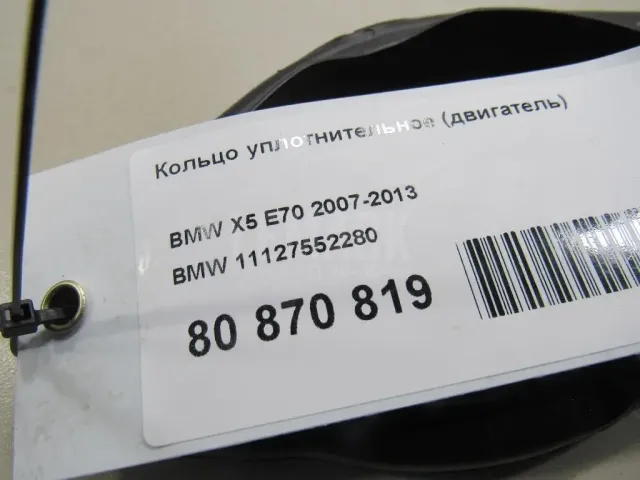 Кольцо уплотнительное (двигатель)
BMW X5 E70 2007-2013
BMW 11127552280
80 870 819